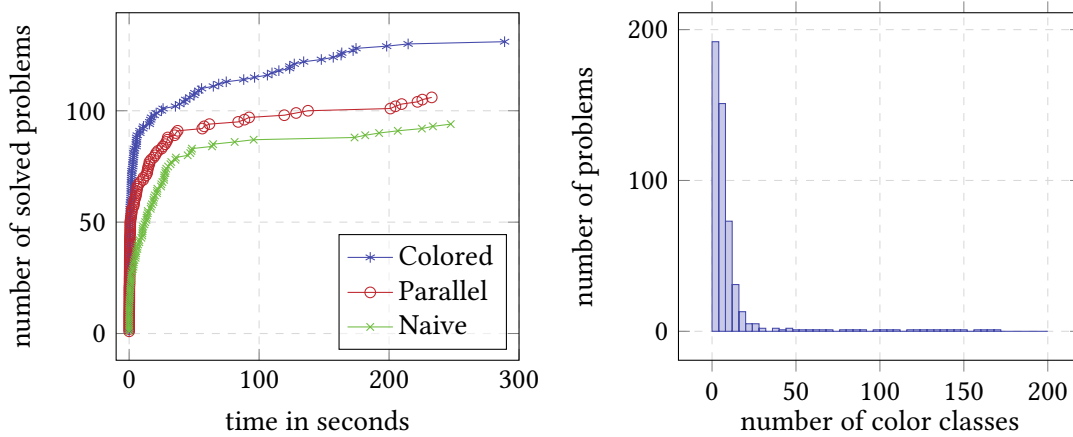 number of solved problems
100
50
0
Colored
Parallel
Naive
0 100 200 300
time in seconds
number of problems
200
100
0
0 50 100 150 200
number of color classes